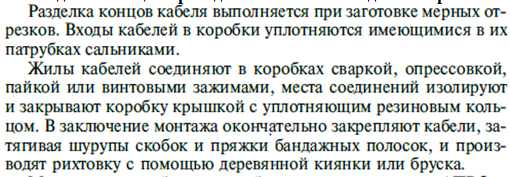 Разделка концов кабеля выполняется при заготовке мерных от-
резков. Входы кабелей в коробки уплотняются имеющимися в их
патрубках сальниками.
Жилы кабелей соединяют в коробках сваркой, опрессовкой,
пайкой или винтовыми зажимами, места соединений изолируют
и закрывают коробку крышкой с уплотняющим резиновым коль-
цом. В заключение монтажа окончательно закрепляют кабели, за-
тягивая шурупы скобок и пряжки бандажных полосок, и произ-
водят рихтовку с помощью деревянной киянки или бруска.